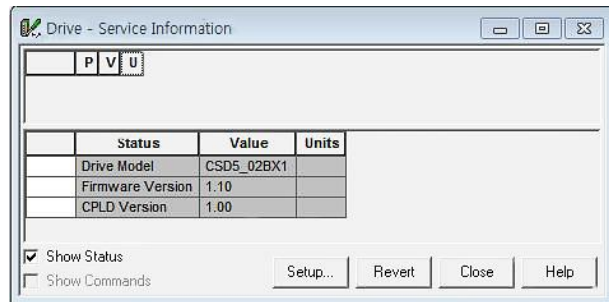 Drive - Service Information
P V U
Status Value Units
Drive Model CSD5_02BX1
Firmware Version 1.10
CPLD Version 1.00
Show Status
Show Commands
Setup... Revert Close Help